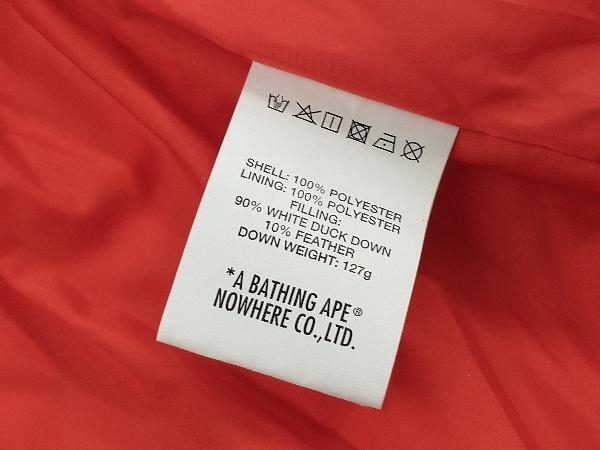 SHELL: 100% POLYESTER
LINING: 100% POLYESTER
FILLING:
90% WHITE DUCK DOWN
10% FEATHER
DOWN WEIGHT: 127g
*A BATHING APE®
NOWHERE CO.,LTD.